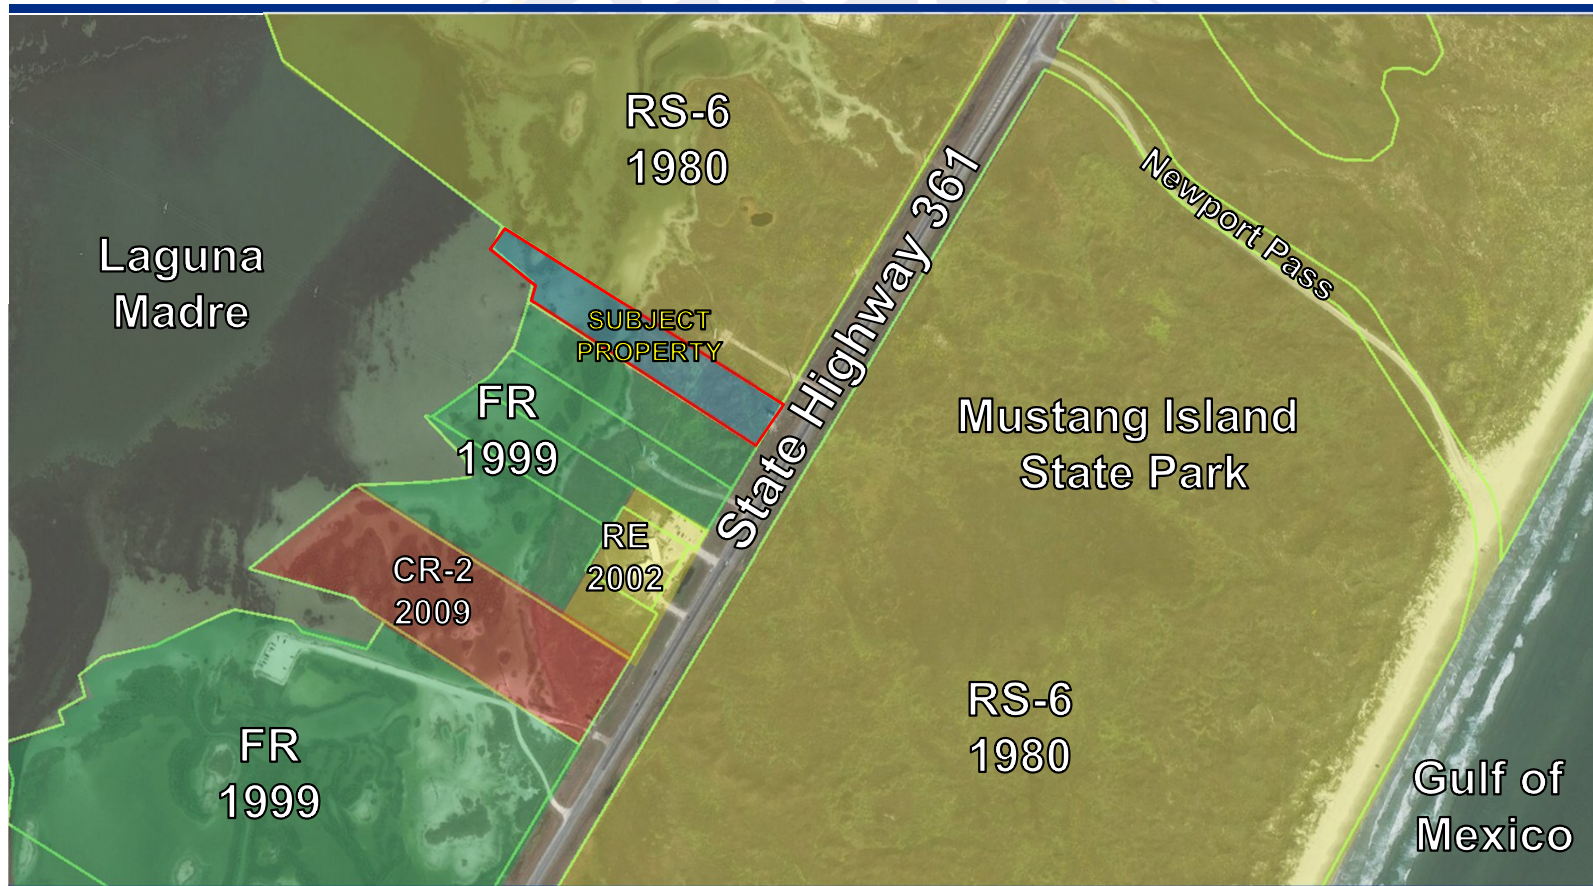 RS-6
1980
State Highway 361
Newport Pass
Laguna
Madre
SUBJECT
PROPERTY
FR
1999
Mustang Island
State Park
RE
2002
CR-2
2009
RS-6
1980
FR
1999
Gulf of
Mexico